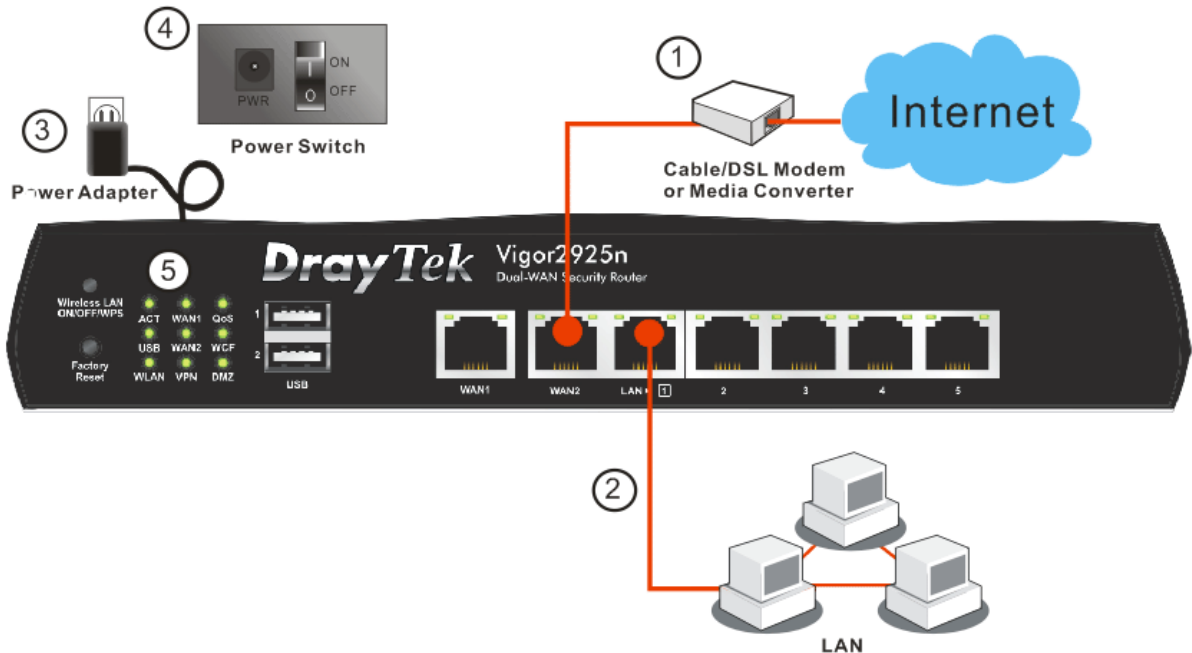 4
ON
OFF
PWR
Power Switch
1
Internet
Cable/DSL Modem
or Media Converter
3
Power Adapter
DrayTek
Vigor2925n
Dual-WAN Security Router
5
Wireless LAN
ON/OFF/WPS
Factory
Reset
ACT WAN1 QoS
USB WAN2 WCF
WLAN VPN DMZ
1
2
USB
WAN1
WAN2
LAN 1
2
3
4
5
2
LAN